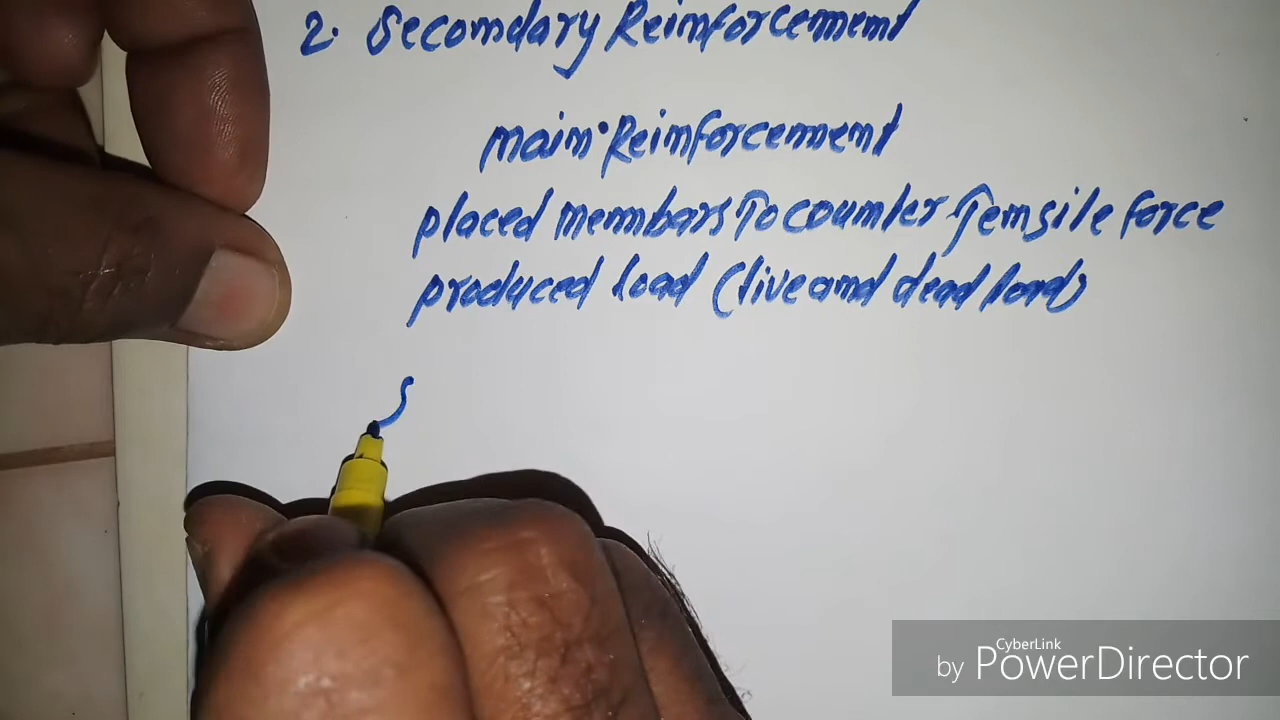 2. Secondary Reinforcement
main Reinforcement
placed members To counter Tensile force
produced load (live and dead load)
S
CyberLink
by PowerDirector